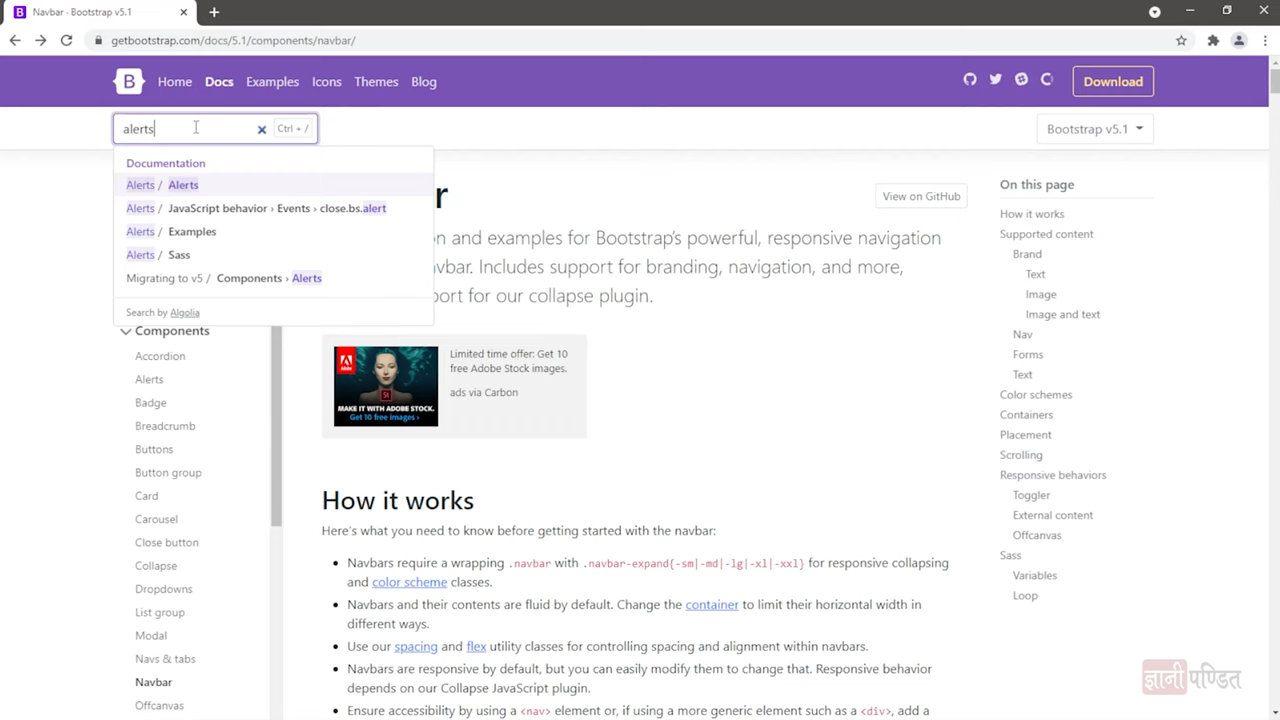 Navbar - Bootstrap v5.1
getbootstrap.com/docs/5.1/components/navbar/
B Home Docs Examples Icons Themes Blog Download
alerts Ctrl + /
Bootstrap v5.1
Documentation
Alerts / Alerts
Alerts / JavaScript behavior › Events › close.bs.alert
Alerts / Examples
Alerts / Sass
Migrating to v5 / Components › Alerts
Search by Algolia
Components
Accordion
Alerts
Badge
Breadcrumb
Buttons
Button group
Card
Carousel
Close button
Collapse
Dropdowns
List group
Modal
Navs & tabs
Navbar
Offcanvas
r
View on GitHub
on and examples for Bootstrap’s powerful, responsive navigation
vbar. Includes support for branding, navigation, and more,
port for our collapse plugin.
Adobe
St
MAKE IT WITH ADOBE STOCK.
Get 10 free images ›
Limited time offer: Get 10
free Adobe Stock images.
ads via Carbon
How it works
Here’s what you need to know before getting started with the navbar:
• Navbars require a wrapping .navbar with .navbar-expand{-sm|-md|-lg|-xl|-xxl} for responsive collapsing
and color scheme classes.
• Navbars and their contents are fluid by default. Change the container to limit their horizontal width in
different ways.
• Use our spacing and flex utility classes for controlling spacing and alignment within navbars.
• Navbars are responsive by default, but you can easily modify them to change that. Responsive behavior
depends on our Collapse JavaScript plugin.
• Ensure accessibility by using a <nav> element or, if using a more generic element such as a <div>, add a
On this page
How it works
Supported content
Brand
Text
Image
Image and text
Nav
Forms
Text
Color schemes
Containers
Placement
Scrolling
Responsive behaviors
Toggler
External content
Offcanvas
Sass
Variables
Loop
ज्ञानी पण्डित